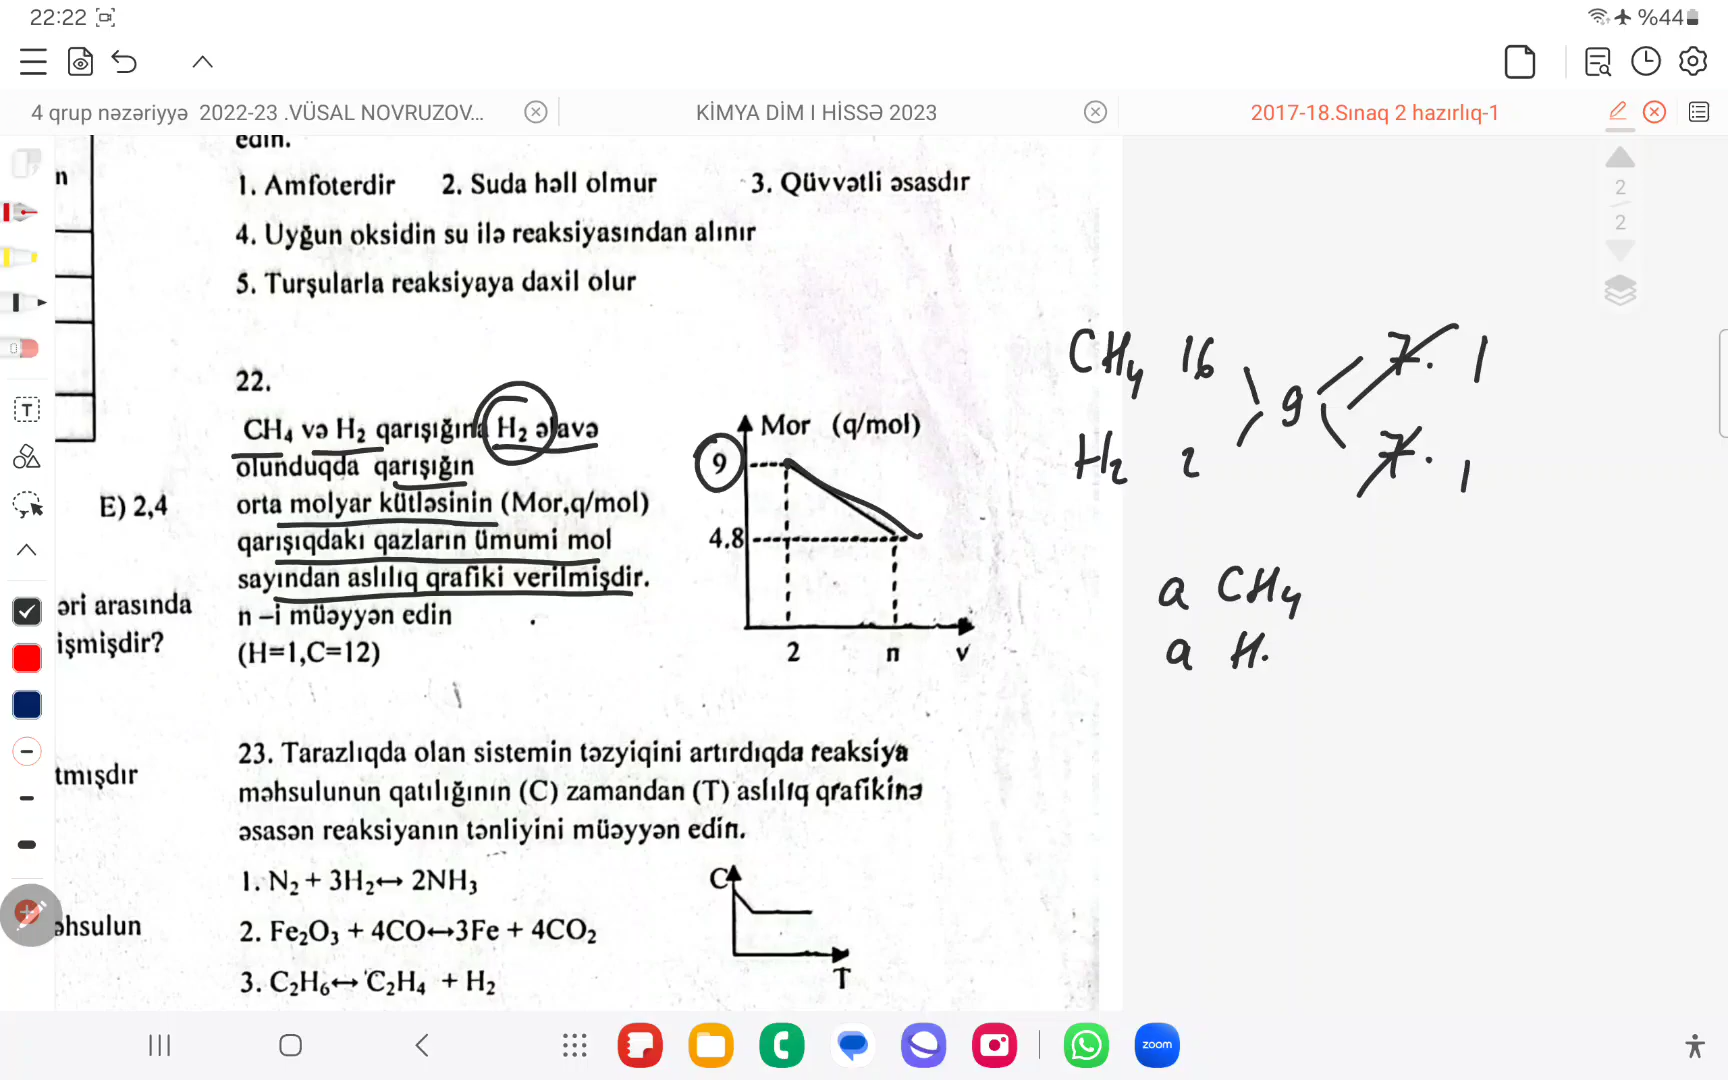 22:22 %44
4 qrup nəzəriyyə 2022-23 .VÜSAL NOVRUZOV...
KİMYA DİM I HİSSƏ 2023
2017-18.Sınaq 2 hazırlıq-1
edin.
1. Amfoterdir 2. Suda həll olmur 3. Qüvvətli əsasdır
4. Uyğun oksidin su ilə reaksiyasından alınır
5. Turşularla reaksiyaya daxil olur
n
E) 2,4
əri arasında
işmişdir?
tmışdır
əhsulun
22.
CH₄ və H₂ qarışığına H₂ əlavə
olunduqda qarışığın
orta molyar kütləsinin (Mor,q/mol)
qarışıqdakı qazların ümumi mol
sayından aslılıq qrafiki verilmişdir.
n –i müəyyən edin
(H=1,C=12)
Mor (q/mol)
9
4.8
2 n v
23. Tarazlıqda olan sistemin təzyiqini artırdıqda reaksiya
məhsulunun qatılığının (C) zamandan (T) aslılıq qrafikinə
əsasən reaksiyanın tənliyini müəyyən edin.
1. N₂ + 3H₂↔ 2NH₃
2. Fe₂O₃ + 4CO↔3Fe + 4CO₂
3. C₂H₆↔ C₂H₄ + H₂
C
T
CH₄ 16 7. 1
9
H₂ 2 7. 1
a CH₄
a H.
2
2
T
zoom